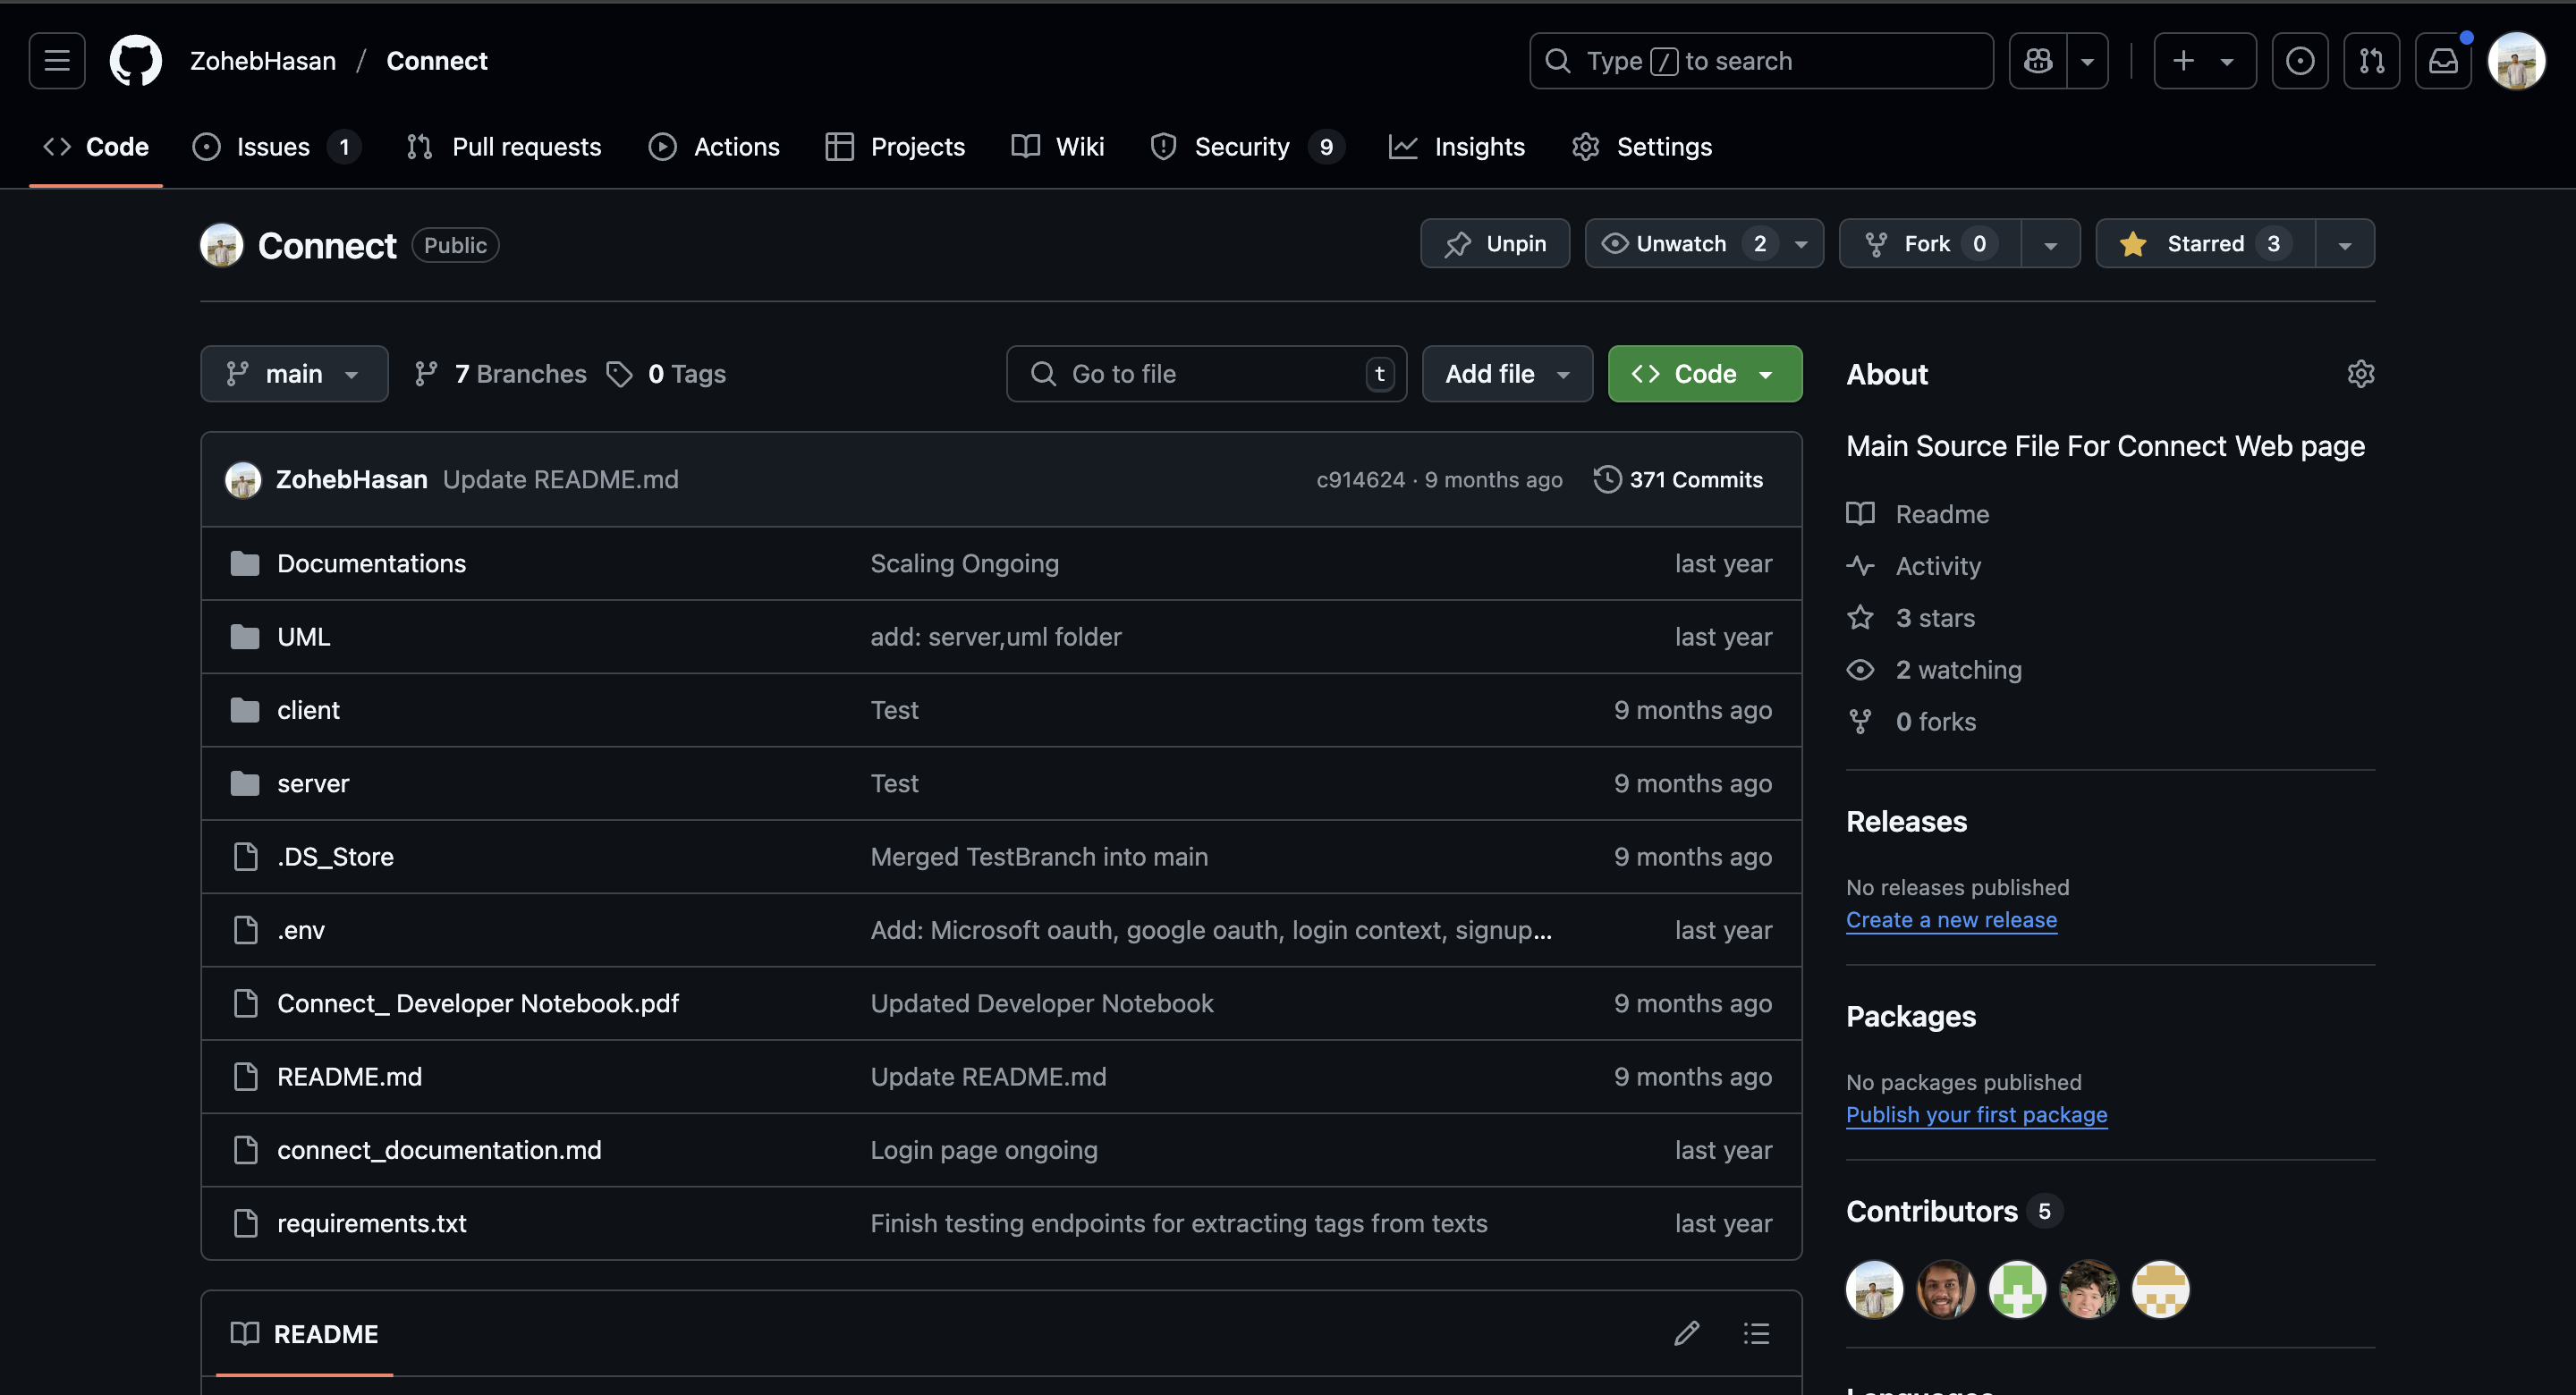 ZohebHasan / Connect
Type / to search
Code Issues 1 Pull requests Actions Projects Wiki Security 9 Insights Settings
Connect Public
Unpin Unwatch 2 Fork 0 Starred 3
main 7 Branches 0 Tags
Go to file t
Add file Code
ZohebHasan Update README.md c914624 · 9 months ago 371 Commits
Documentations Scaling Ongoing last year
UML add: server,uml folder last year
client Test 9 months ago
server Test 9 months ago
.DS_Store Merged TestBranch into main 9 months ago
.env Add: Microsoft oauth, google oauth, login context, signup... last year
Connect_ Developer Notebook.pdf Updated Developer Notebook 9 months ago
README.md Update README.md 9 months ago
connect_documentation.md Login page ongoing last year
requirements.txt Finish testing endpoints for extracting tags from texts last year
README
About
Main Source File For Connect Web page
Readme
Activity
3 stars
2 watching
0 forks
Releases
No releases published
Create a new release
Packages
No packages published
Publish your first package
Contributors 5